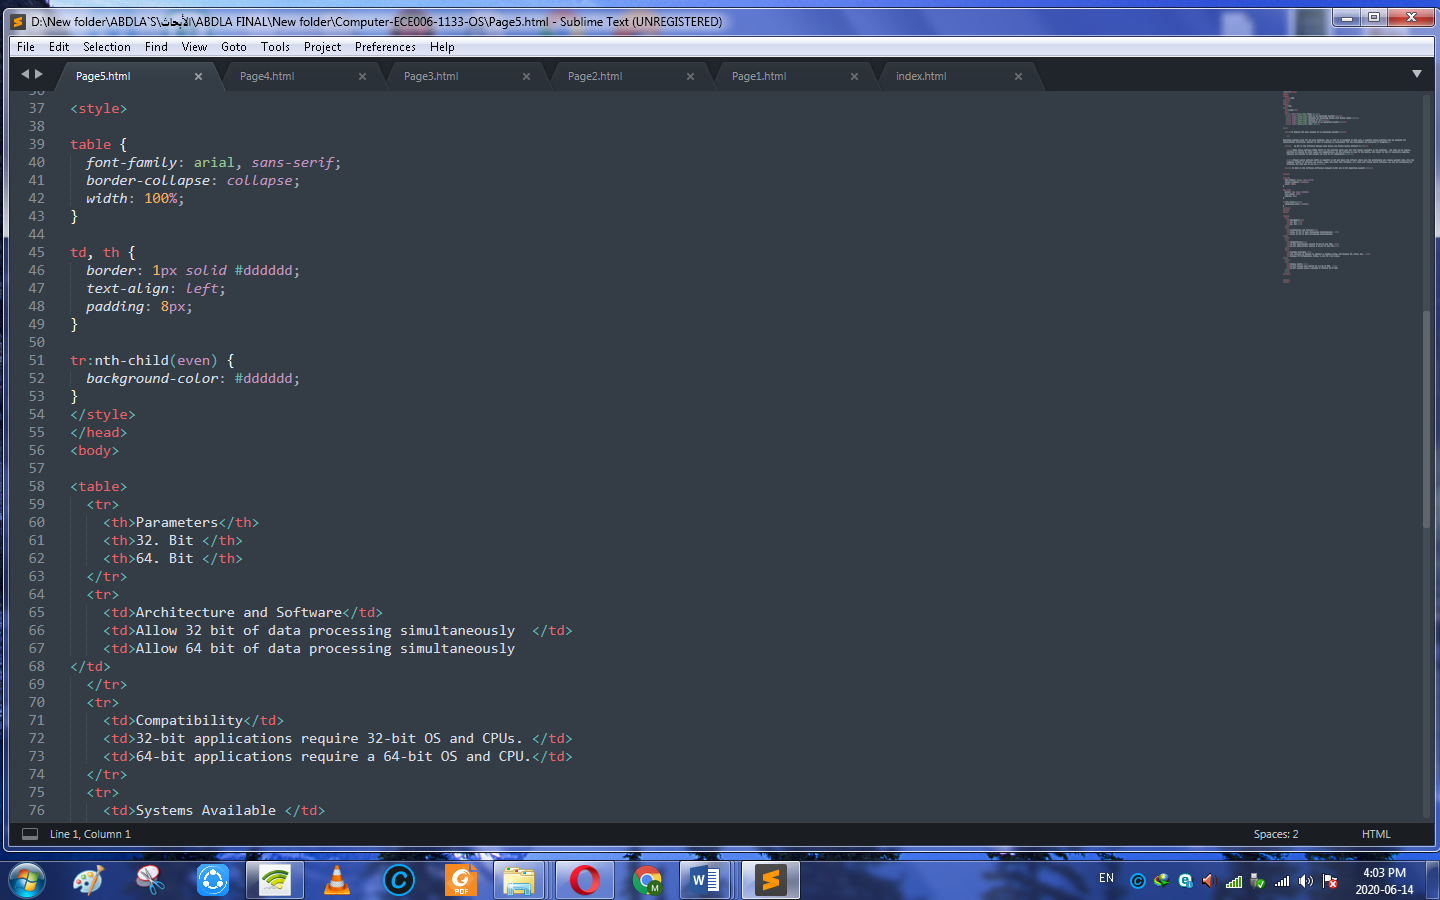 D:\New folder\ABDLA`S\الأبحاث\ABDLA FINAL\New folder\Computer-ECE006-1133-OS\Page5.html - Sublime Text (UNREGISTERED)
File Edit Selection Find View Goto Tools Project Preferences Help
Page5.html Page4.html Page3.html Page2.html Page1.html index.html
36
37 <style>
38
39 table {
40 font-family: arial, sans-serif;
41 border-collapse: collapse;
42 width: 100%;
43 }
44
45 td, th {
46 border: 1px solid #dddddd;
47 text-align: left;
48 padding: 8px;
49 }
50
51 tr:nth-child(even) {
52 background-color: #dddddd;
53 }
54 </style>
55 </head>
56 <body>
57
58 <table>
59 <tr>
60 <th>Parameters</th>
61 <th>32. Bit </th>
62 <th>64. Bit </th>
63 </tr>
64 <tr>
65 <td>Architecture and Software</td>
66 <td>Allow 32 bit of data processing simultaneously  </td>
67 <td>Allow 64 bit of data processing simultaneously
68 </td>
69 </tr>
70 <tr>
71 <td>Compatibility</td>
72 <td>32-bit applications require 32-bit OS and CPUs. </td>
73 <td>64-bit applications require a 64-bit OS and CPU.</td>
74 </tr>
75 <tr>
76 <td>Systems Available </td>
Line 1, Column 1 Spaces: 2 HTML
PDF M W EN 4:03 PM
2020-06-14